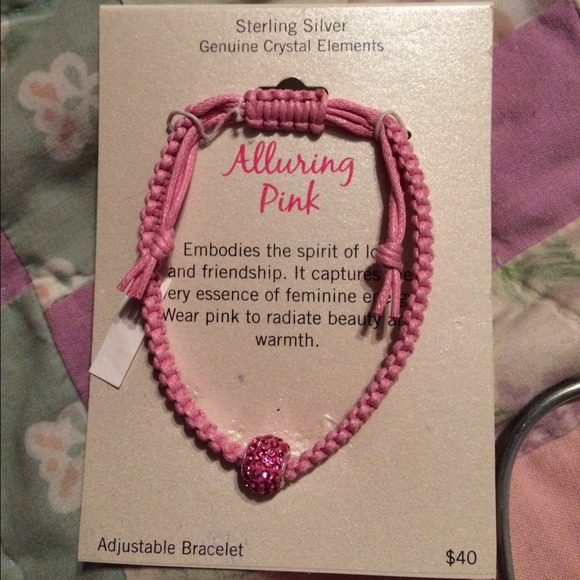 Sterling Silver
Genuine Crystal Elements
Alluring
Pink
Embodies the spirit of
and friendship. It captures
very essence of feminine
Wear pink to radiate beauty
warmth.
Adjustable Bracelet
$40